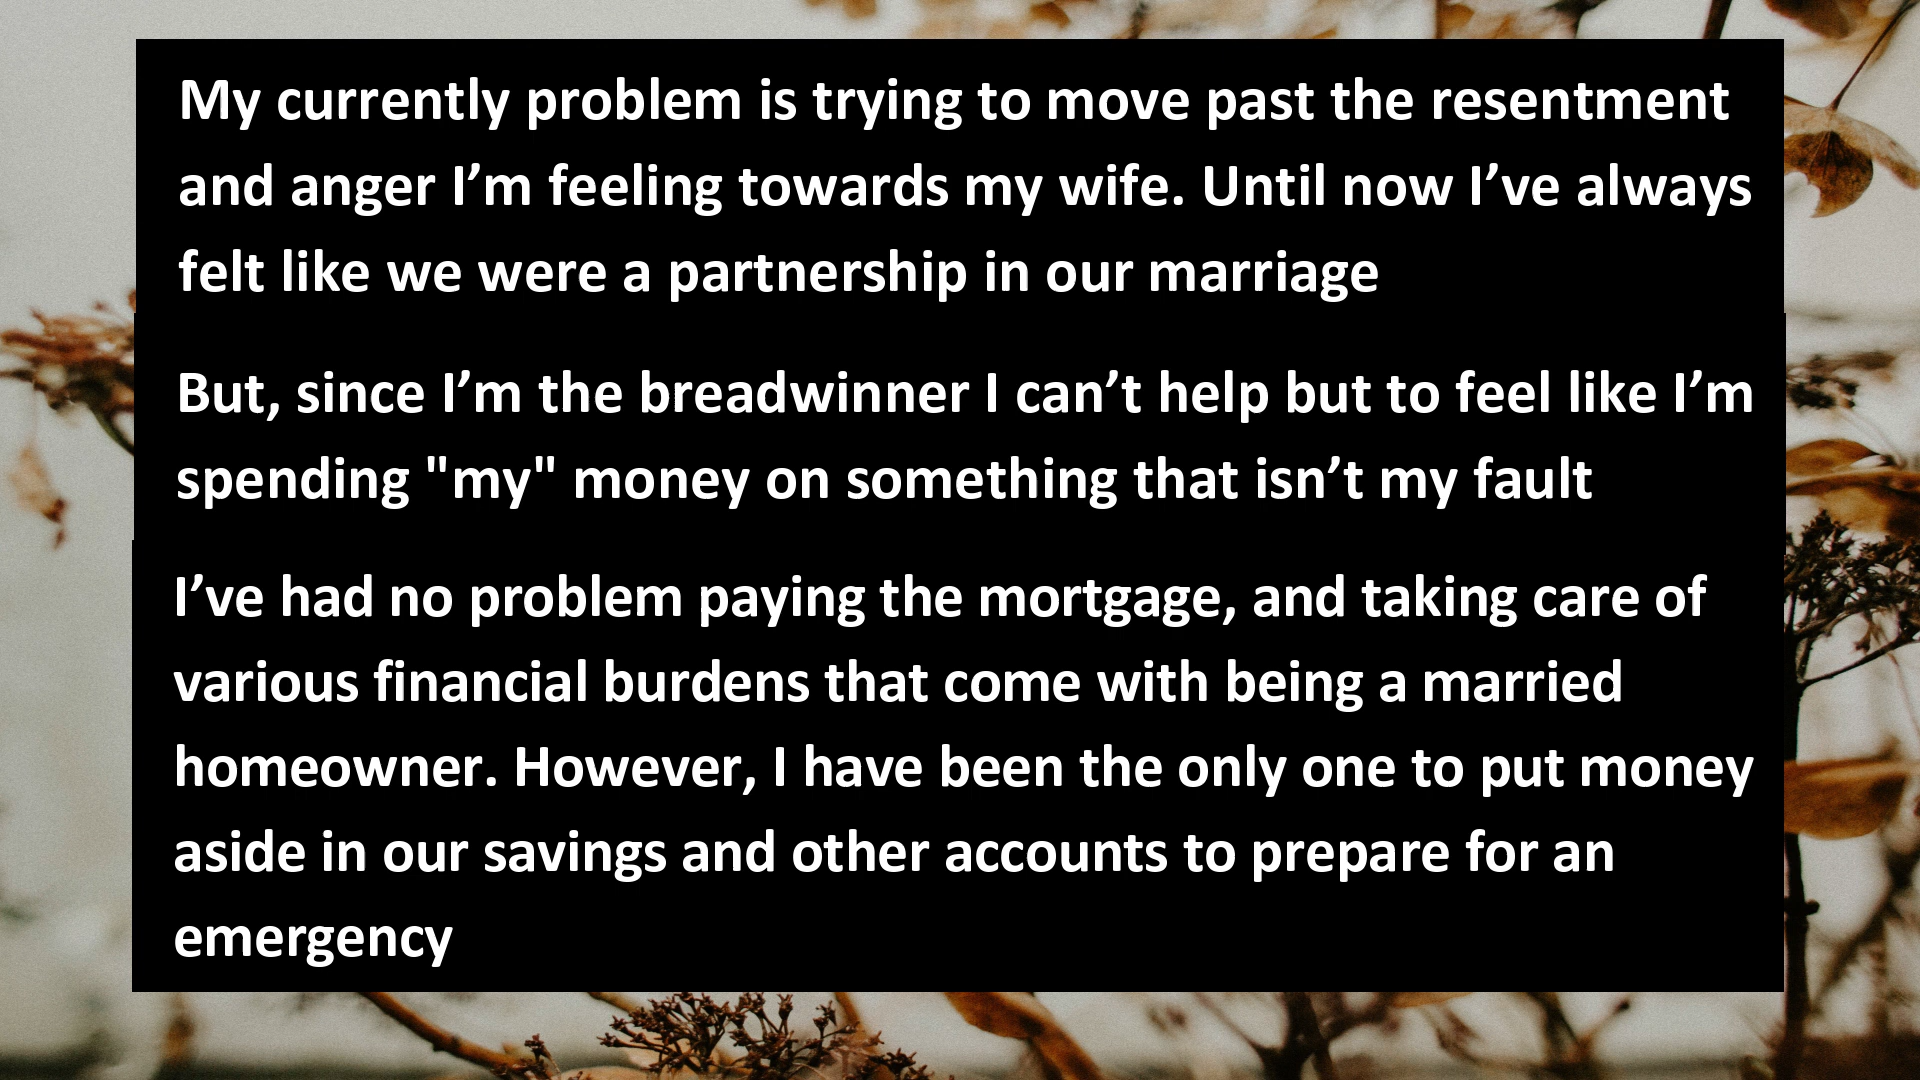 My currently problem is trying to move past the resentment
and anger I’m feeling towards my wife. Until now I’ve always
felt like we were a partnership in our marriage
But, since I’m the breadwinner I can’t help but to feel like I’m
spending "my" money on something that isn’t my fault
I’ve had no problem paying the mortgage, and taking care of
various financial burdens that come with being a married
homeowner. However, I have been the only one to put money
aside in our savings and other accounts to prepare for an
emergency